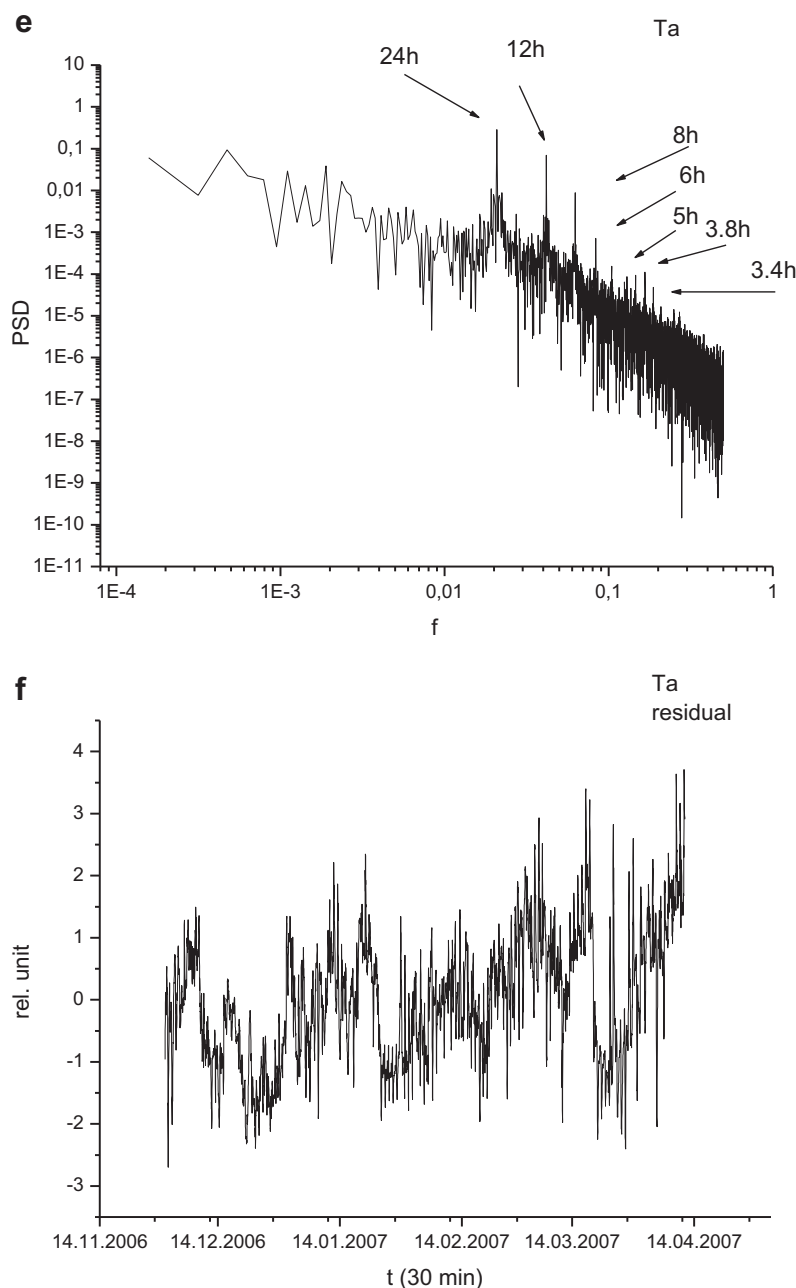 e
Ta
24h
12h
8h
6h
5h
3.8h
3.4h
10
1
0,1
0,01
1E-3
1E-4
1E-5
1E-6
1E-7
1E-8
1E-9
1E-10
1E-11
PSD
1E-4
1E-3
0,01
0,1
1
f
f
Ta
residual
4
3
2
1
0
-1
-2
-3
rel. unit
14.11.2006
14.12.2006
14.01.2007
14.02.2007
14.03.2007
14.04.2007
t (30 min)